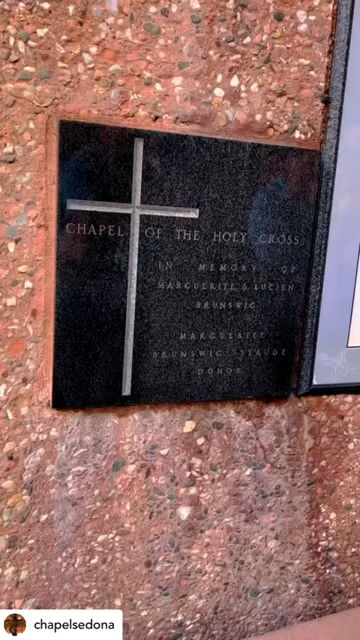 CHAPEL OF THE HOLY CROSS
IN MEMORY OF
MARGUERITE & LUCIEN
BRUNSWIG
MARGUERITE
BRUNSWIG STAUDE
DONOR
chapelsedona